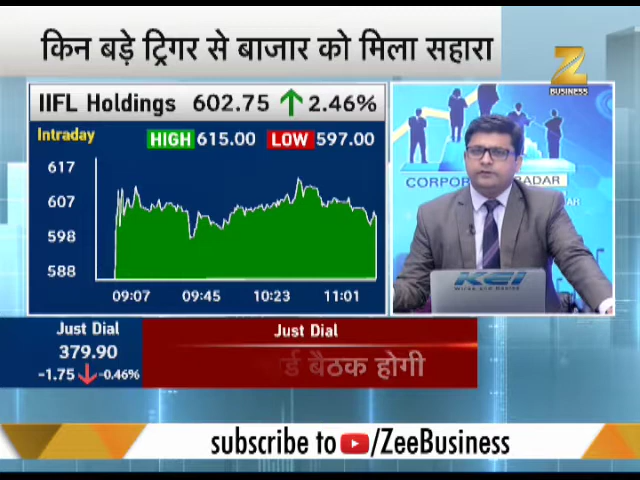 किन बड़े ट्रिगर से बाजार को मिला सहारा
Z
BUSINESS
IIFL Holdings 602.75 2.46%
Intraday HIGH 615.00 LOW 597.00
617
607
598
588
09:07 09:45 10:23 11:01
RADAR
KEI
Just Dial
379.90
-1.75 -0.46%
Just Dial
बैठक होगी
subscribe to /ZeeBusiness